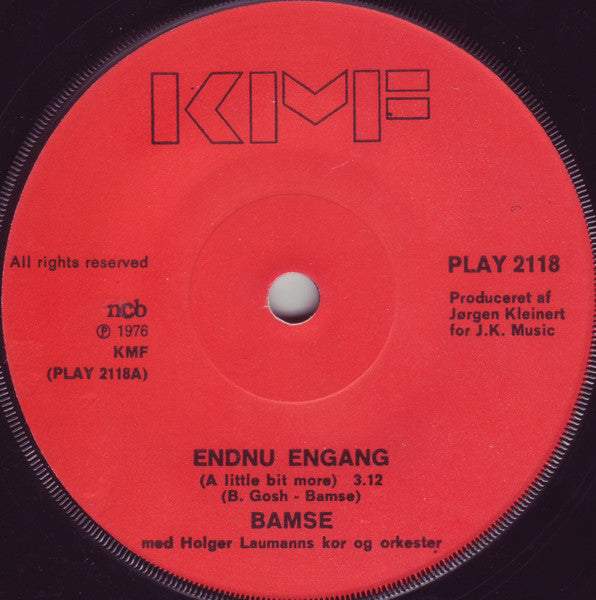 KMF
All rights reserved
ncb
℗ 1976
KMF
(PLAY 2118A)
PLAY 2118
Produceret af
Jørgen Kleinert
for J.K. Music
ENDNU ENGANG
(A little bit more) 3.12
(B. Gosh - Bamse)
BAMSE
med Holger Laumanns kor og orkester